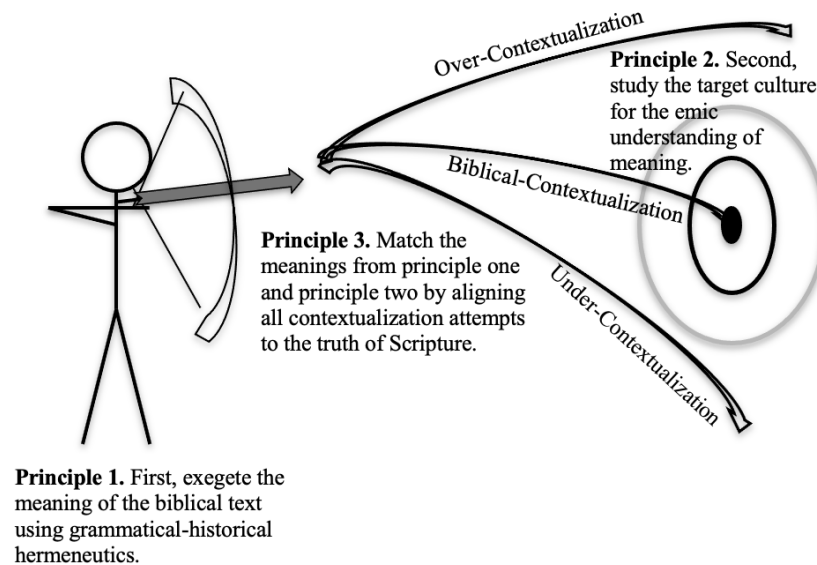 Over-Contextualization
Principle 2. Second,
study the target culture
for the emic
understanding of
meaning.
Biblical-Contextualization
Principle 3. Match the
meanings from principle one
and principle two by aligning
all contextualization attempts
to the truth of Scripture.
Under-Contextualization
Principle 1. First, exegete the
meaning of the biblical text
using grammatical-historical
hermeneutics.